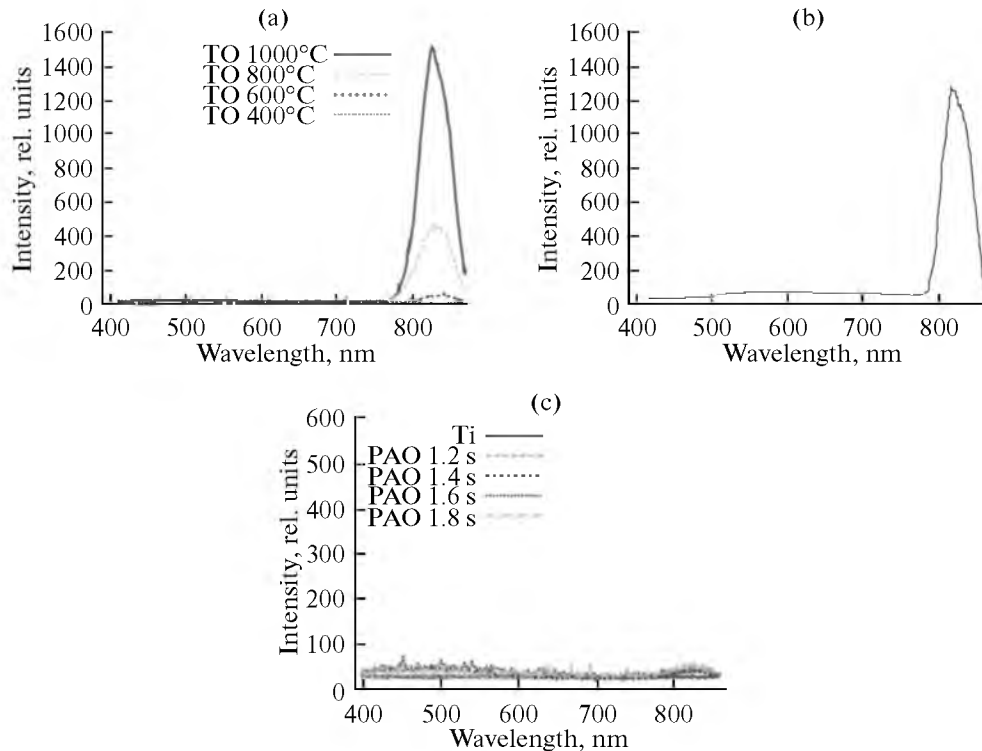 (a)
1600
1400
1200
1000
800
600
400
200
0
Intensity, rel. units
TO 1000°C
TO 800°C
TO 600°C
TO 400°C
400 500 600 700 800
Wavelength, nm
(b)
1600
1400
1200
1000
800
600
400
200
0
Intensity, rel. units
400 500 600 700 800
Wavelength, nm
(c)
600
500
400
300
200
100
0
Intensity, rel. units
Ti
PAO 1.2 s
PAO 1.4 s
PAO 1.6 s
PAO 1.8 s
400 500 600 700 800
Wavelength, nm